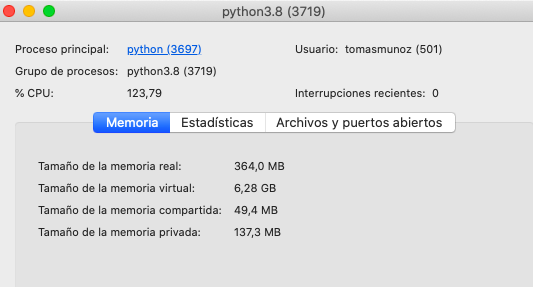 python3.8 (3719)
Proceso principal: python (3697) Usuario: tomasmunoz (501)
Grupo de procesos: python3.8 (3719)
% CPU: 123,79 Interrupciones recientes: 0
Memoria Estadísticas Archivos y puertos abiertos
Tamaño de la memoria real: 364,0 MB
Tamaño de la memoria virtual: 6,28 GB
Tamaño de la memoria compartida: 49,4 MB
Tamaño de la memoria privada: 137,3 MB